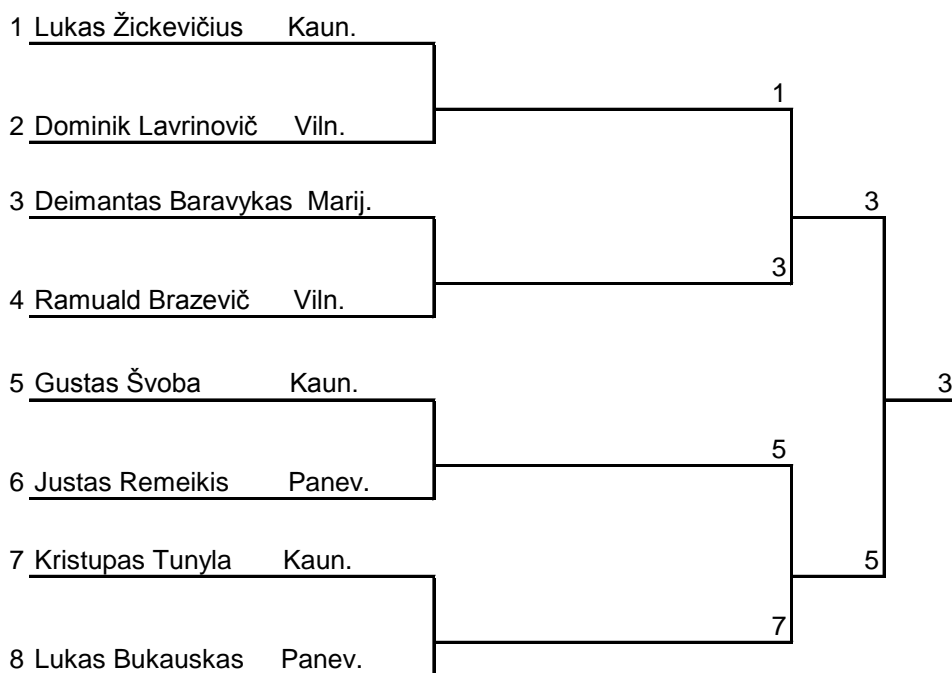 1 Lukas Žickevičius Kaun.
1
2 Dominik Lavrinovič Viln.
3 Deimantas Baravykas Marij.
3
3
4 Ramuald Brazevič Viln.
5 Gustas Švoba Kaun.
3
5
6 Justas Remeikis Panev.
7 Kristupas Tunyla Kaun.
5
7
8 Lukas Bukauskas Panev.